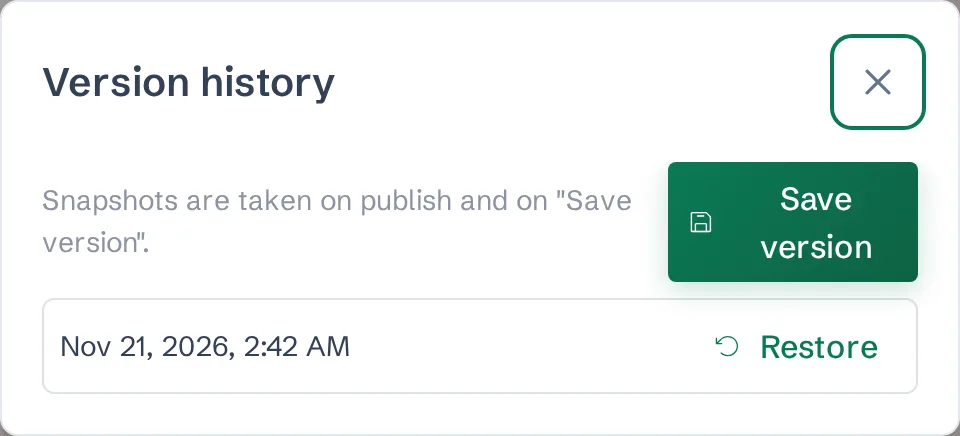 Version history
Snapshots are taken on publish and on "Save
version".
Save
version
Nov 21, 2026, 2:42 AM
Restore